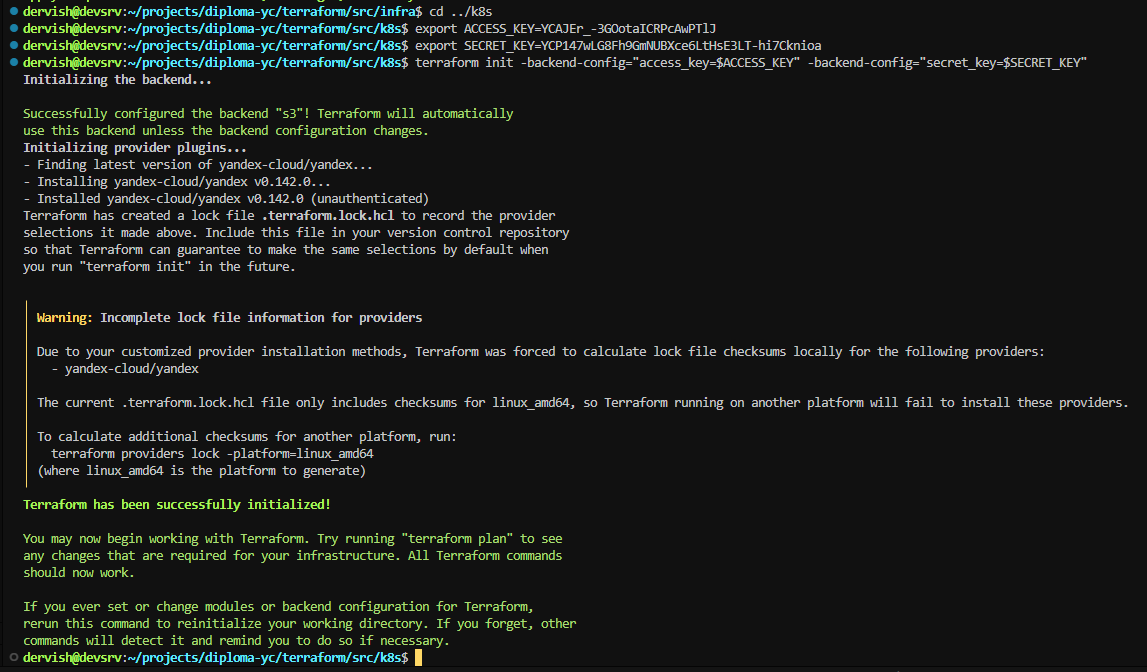 dervish@devsrv:~/projects/diploma-yc/terraform/src/infra$ cd ../k8s
dervish@devsrv:~/projects/diploma-yc/terraform/src/k8s$ export ACCESS_KEY=YCAJEr_-3GOotaICRPcAwPTlJ
dervish@devsrv:~/projects/diploma-yc/terraform/src/k8s$ export SECRET_KEY=YCP147wLG8Fh9GmNUBXce6LtHsE3LT-hi7Cknioa
dervish@devsrv:~/projects/diploma-yc/terraform/src/k8s$ terraform init -backend-config="access_key=$ACCESS_KEY" -backend-config="secret_key=$SECRET_KEY"
Initializing the backend...
Successfully configured the backend "s3"! Terraform will automatically
use this backend unless the backend configuration changes.
Initializing provider plugins...
- Finding latest version of yandex-cloud/yandex...
- Installing yandex-cloud/yandex v0.142.0...
- Installed yandex-cloud/yandex v0.142.0 (unauthenticated)
Terraform has created a lock file .terraform.lock.hcl to record the provider
selections it made above. Include this file in your version control repository
so that Terraform can guarantee to make the same selections by default when
you run "terraform init" in the future.
Warning: Incomplete lock file information for providers
Due to your customized provider installation methods, Terraform was forced to calculate lock file checksums locally for the following providers:
- yandex-cloud/yandex
The current .terraform.lock.hcl file only includes checksums for linux_amd64, so Terraform running on another platform will fail to install these providers.
To calculate additional checksums for another platform, run:
terraform providers lock -platform=linux_amd64
(where linux_amd64 is the platform to generate)
Terraform has been successfully initialized!
You may now begin working with Terraform. Try running "terraform plan" to see
any changes that are required for your infrastructure. All Terraform commands
should now work.
If you ever set or change modules or backend configuration for Terraform,
rerun this command to reinitialize your working directory. If you forget, other
commands will detect it and remind you to do so if necessary.
dervish@devsrv:~/projects/diploma-yc/terraform/src/k8s$